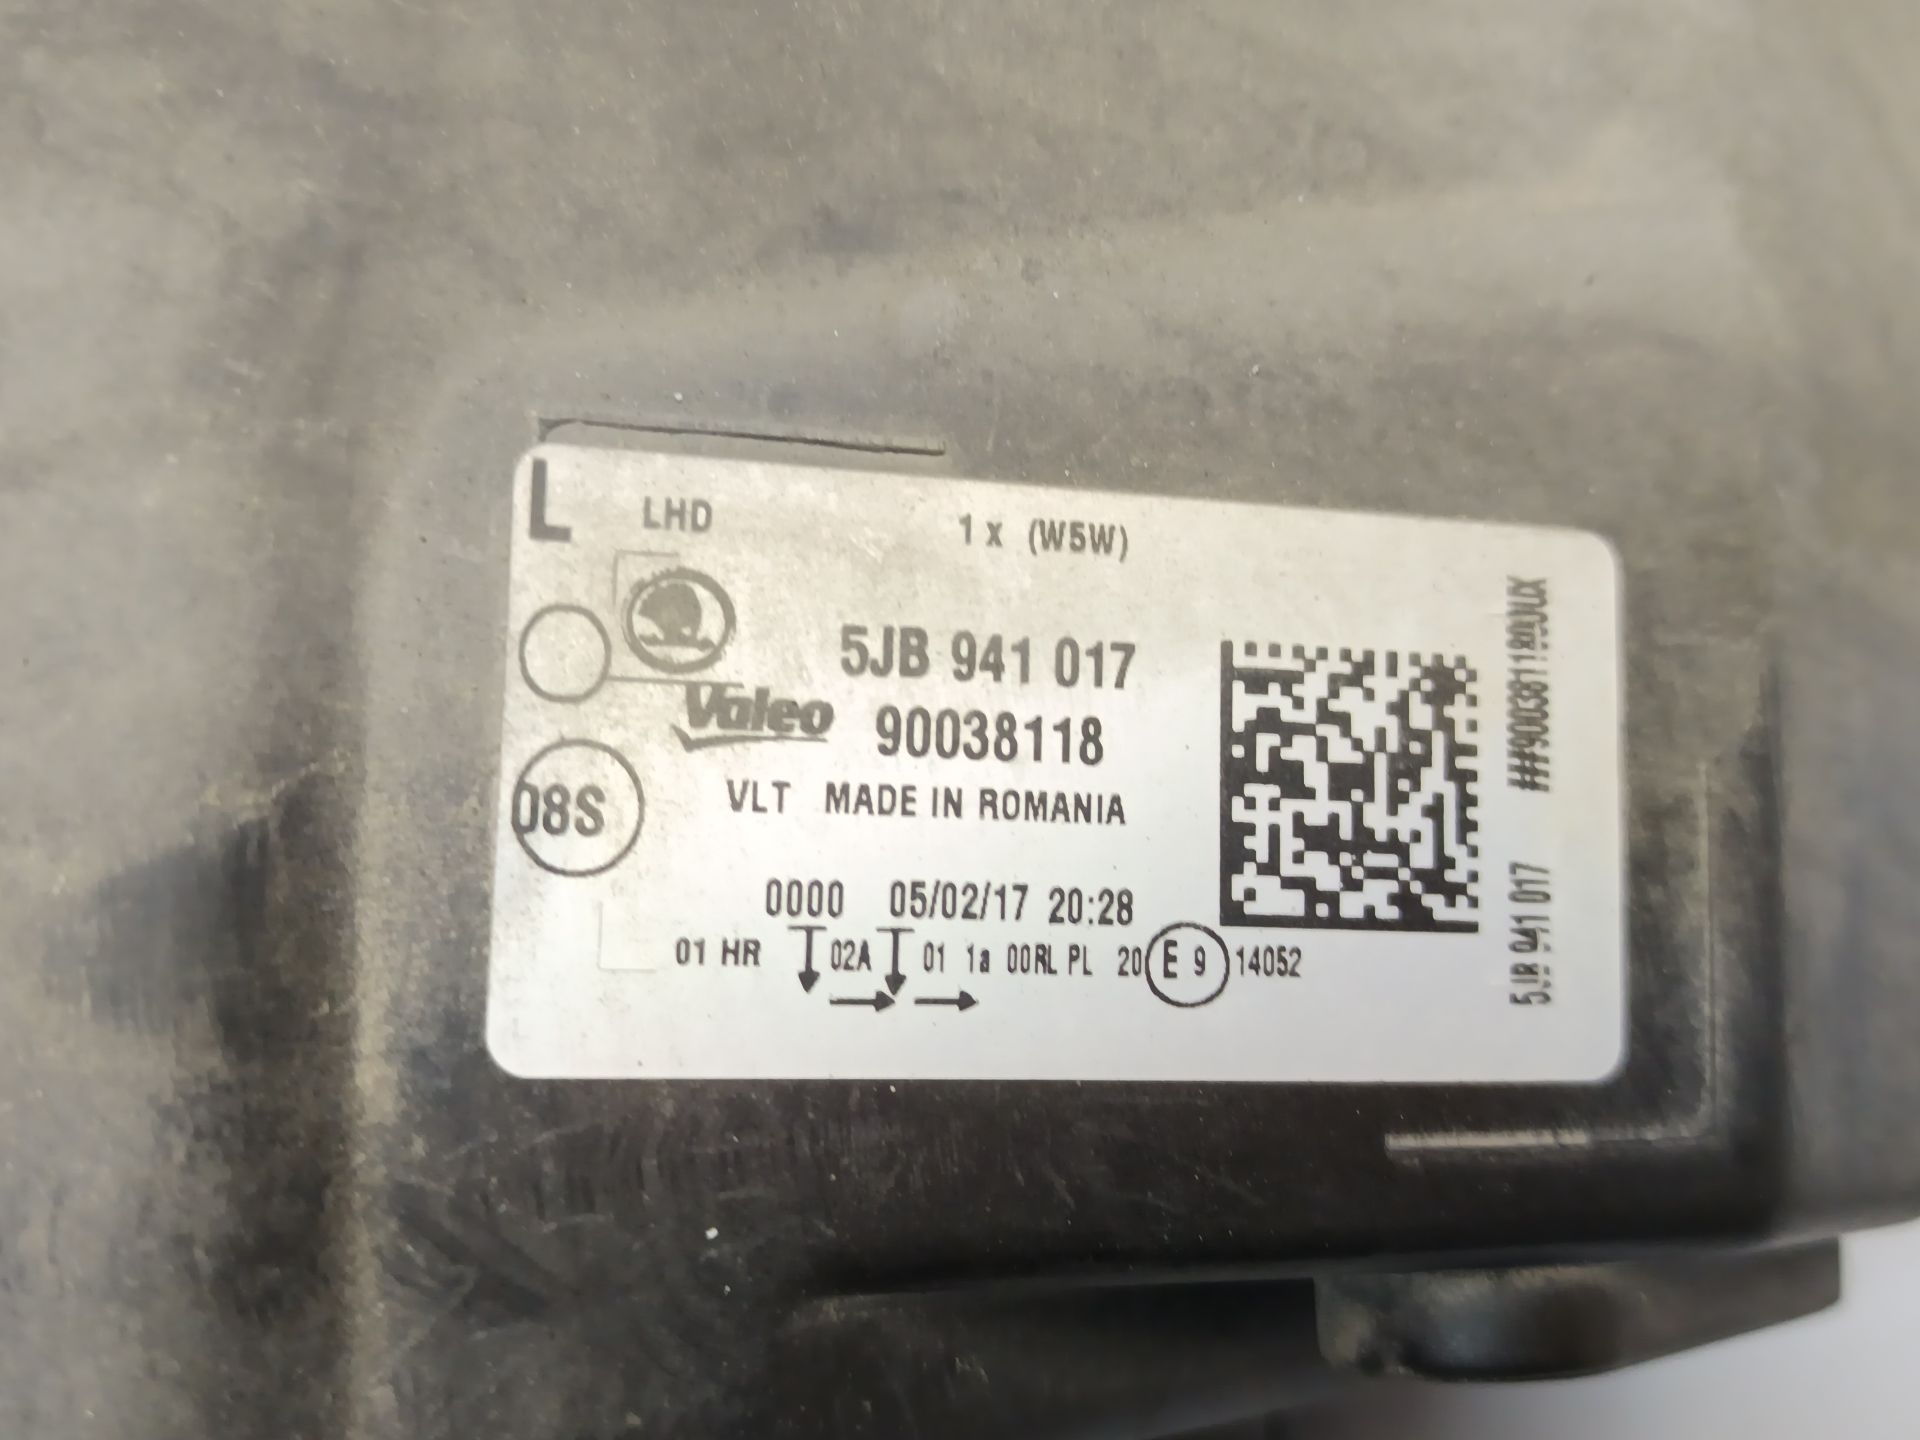 L LHD 1 x (W5W)
5JB 941 017
Valeo 90038118
08S
VLT MADE IN ROMANIA
0000 05/02/17 20:28
01 HR 02A 01 1a 00RL PL 20 E 9 14052
5JB 941 017